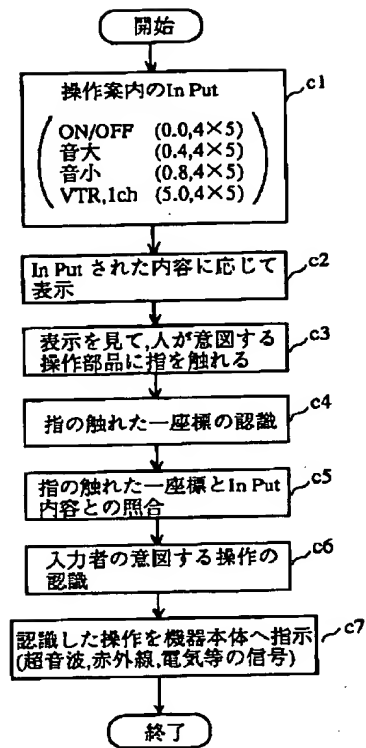 開始
c1
操作案内のIn Put
ON/OFF (0.0,4×5)
音大 (0.4,4×5)
音小 (0.8,4×5)
VTR,1ch (5.0,4×5)
c2
In Put された内容に応じて
表示
c3
表示を見て,人が意図する
操作部品に指を触れる
c4
指の触れた一座標の認識
c5
指の触れた一座標とIn Put
内容との照合
c6
入力者の意図する操作の
認識
c7
認識した操作を機器本体へ指示
(超音波,赤外線,電気等の信号)
終了